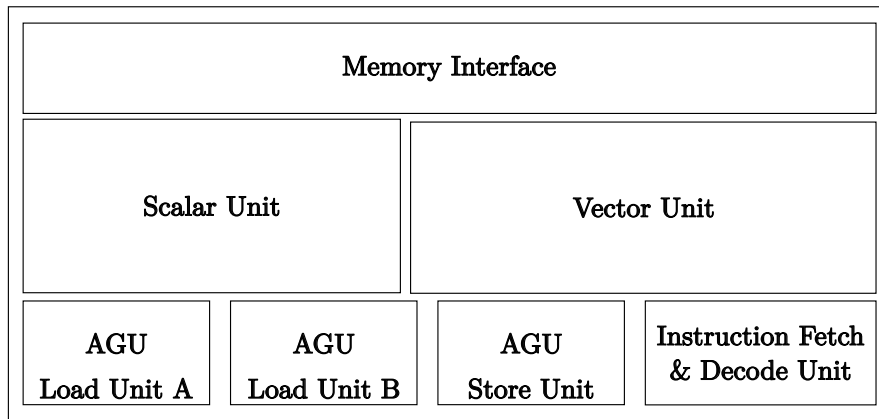 Memory Interface
Scalar Unit
Vector Unit
AGU
Load Unit A
AGU
Load Unit B
AGU
Store Unit
Instruction Fetch
& Decode Unit